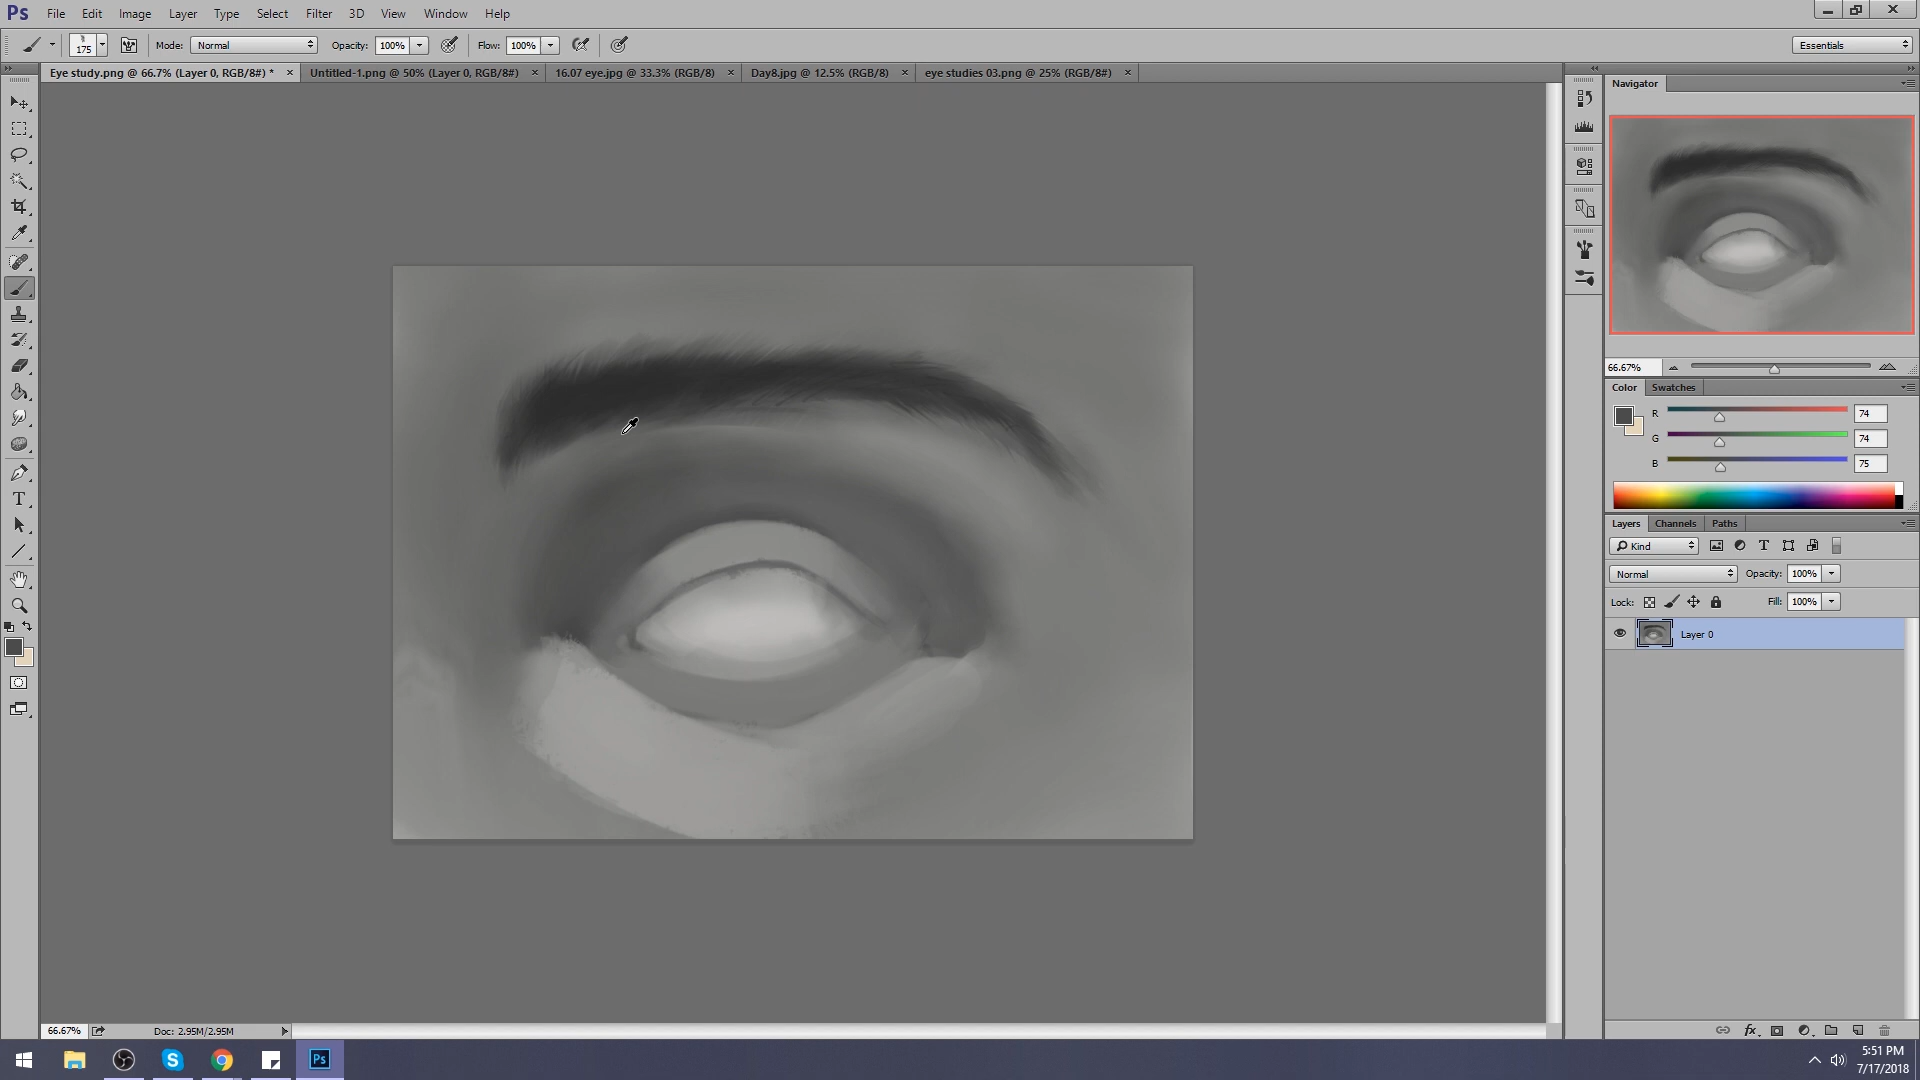 Ps File Edit Image Layer Type Select Filter 3D View Window Help
175 Mode: Normal Opacity: 100% Flow: 100% Essentials
Eye study.png @ 66.7% (Layer 0, RGB/8#) * × Untitled-1.png @ 50% (Layer 0, RGB/8#) × 16.07 eye.jpg @ 33.3% (RGB/8) × Day8.jpg @ 12.5% (RGB/8) × eye studies 03.png @ 25% (RGB/8#) ×
Navigator
66.67%
Color Swatches
R 74
G 74
B 75
T
Layers Channels Paths
Kind T
Normal Opacity: 100%
Lock: Fill: 100%
Layer 0
fx
66.67% Doc: 2.95M/2.95M
S Ps
5:51 PM
7/17/2018